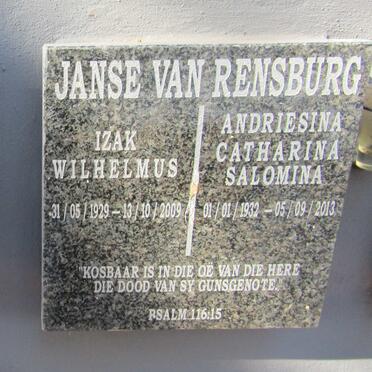 JANSE VAN RENSBURG
IZAK
WILHELMUS
31/05/1929 – 13/10/2009
ANDRIESINA
CATHARINA
SALOMINA
01/01/1932 – 05/09/2013
"KOSBAAR IS IN DIE OË VAN DIE HERE
DIE DOOD VAN SY GUNSGENOTE."
PSALM 116:15